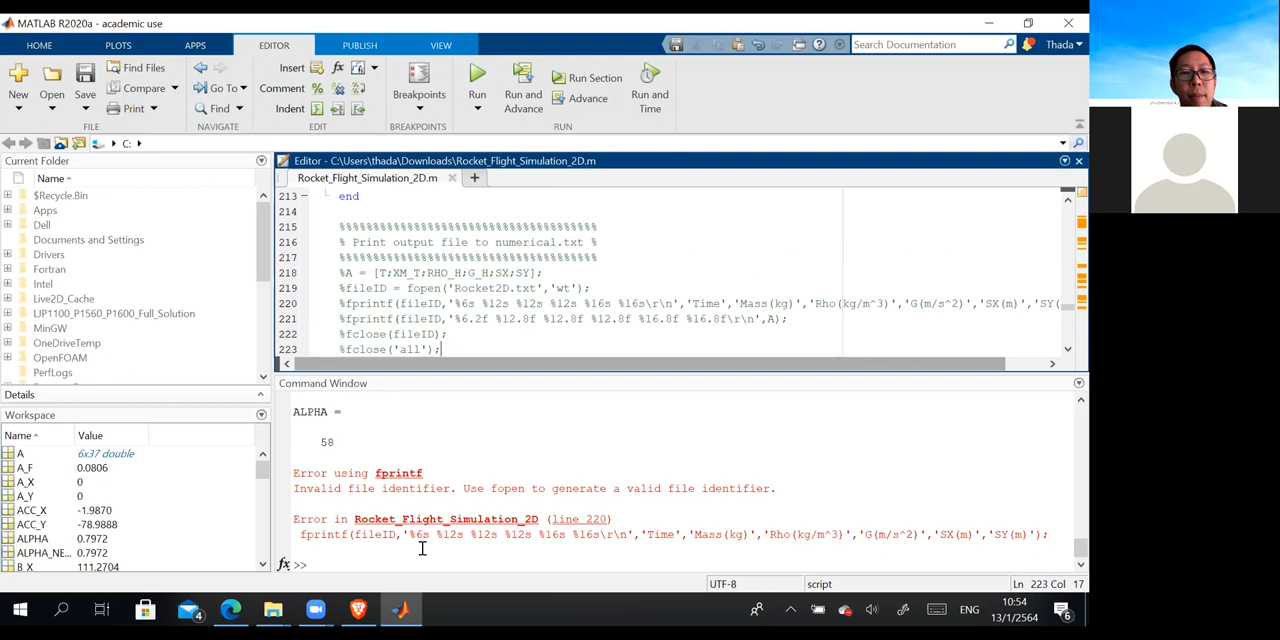 MATLAB R2020a - academic use
HOME PLOTS APPS EDITOR PUBLISH VIEW
Search Documentation
Thada
New Open Save
Find Files
Compare
Print
Go To
Find
Insert
Comment
Indent
Breakpoints
Run
Run and Advance
Run Section
Advance
Run and Time
FILE NAVIGATE EDIT BREAKPOINTS RUN
C:
Current Folder
Name
$Recycle.Bin
Apps
Dell
Documents and Settings
Drivers
Fortran
Intel
Live2D_Cache
LJP1100_P1560_P1600_Full_Solution
MinGW
OneDriveTemp
OpenFOAM
PerfLogs
Details
Workspace
Name Value
A 6x37 double
A_F 0.0806
A_X 0
A_Y 0
ACC_X -1.9870
ACC_Y -78.9888
ALPHA 0.7972
ALPHA_NE... 0.7972
B_X 111.2704
Editor - C:\Users\thada\Downloads\Rocket_Flight_Simulation_2D.m
Rocket_Flight_Simulation_2D.m
213 end
214
215 %%%%%%%%%%%%%%%%%%%%%%%%%%%%%%%%%%%%%%
216 % Print output file to numerical.txt %
217 %%%%%%%%%%%%%%%%%%%%%%%%%%%%%%%%%%%%%%
218 %A = [T;XM_T;RHO_H;G_H;SX;SY];
219 %fileID = fopen('Rocket2D.txt','wt');
220 %fprintf(fileID,'%6s %12s %12s %12s %16s %16s\r\n','Time','Mass(kg)','Rho(kg/m^3)','G(m/s^2)','SX(m)','SY(
221 %fprintf(fileID,'%6.2f %12.8f %12.8f %12.8f %16.8f %16.8f\r\n',A);
222 %fclose(fileID);
223 %fclose('all');
Command Window
ALPHA =
58
Error using fprintf
Invalid file identifier. Use fopen to generate a valid file identifier.
Error in Rocket_Flight_Simulation_2D (line 220)
fprintf(fileID,'%6s %12s %12s %12s %16s %16s\r\n','Time','Mass(kg)','Rho(kg/m^3)','G(m/s^2)','SX(m)','SY(m)');
fx >>
UTF-8 script Ln 223 Col 17
4
ENG
10:54
13/1/2564
6